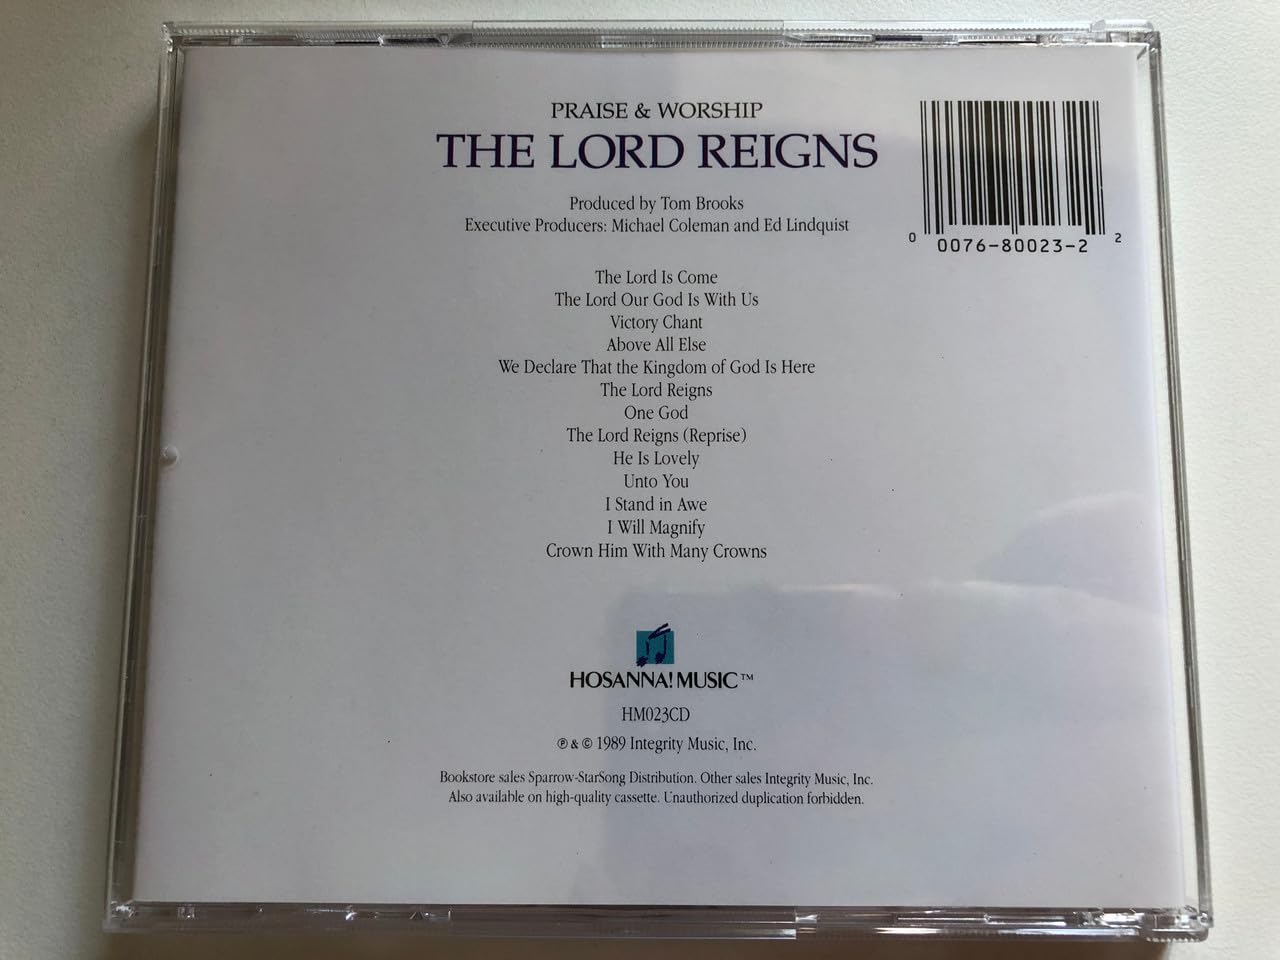 PRAISE & WORSHIP
THE LORD REIGNS
Produced by Tom Brooks
Executive Producers: Michael Coleman and Ed Lindquist
0 0076-80023-2 2
The Lord Is Come
The Lord Our God Is With Us
Victory Chant
Above All Else
We Declare That the Kingdom of God Is Here
The Lord Reigns
One God
The Lord Reigns (Reprise)
He Is Lovely
Unto You
I Stand in Awe
I Will Magnify
Crown Him With Many Crowns
HOSANNA! MUSIC™
HM023CD
℗ & © 1989 Integrity Music, Inc.
Bookstore sales Sparrow-StarSong Distribution. Other sales Integrity Music, Inc.
Also available on high-quality cassette. Unauthorized duplication forbidden.